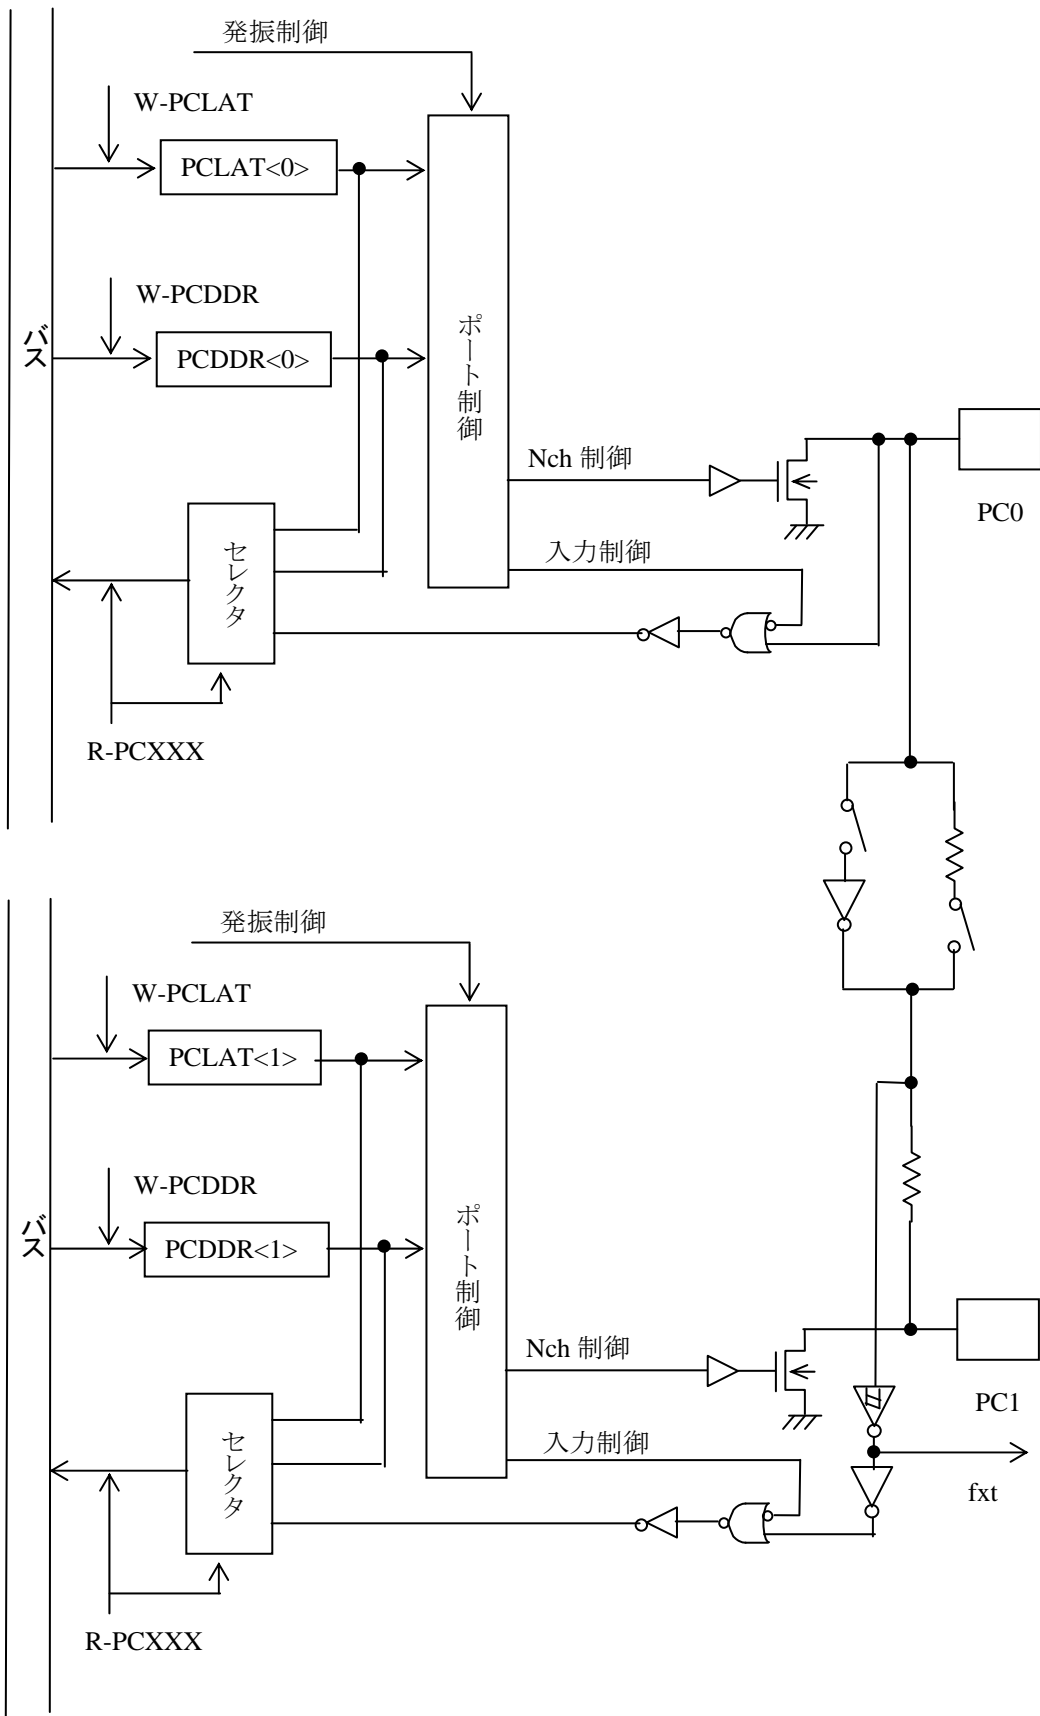 発振制御
W-PCLAT
PCLAT<0>
W-PCDDR
バス
PCDDR<0>
ポート制御
Nch 制御
PC0
入力制御
セレクタ
R-PCXXX
発振制御
W-PCLAT
PCLAT<1>
W-PCDDR
バス
PCDDR<1>
ポート制御
Nch 制御
PC1
入力制御
セレクタ
fxt
R-PCXXX